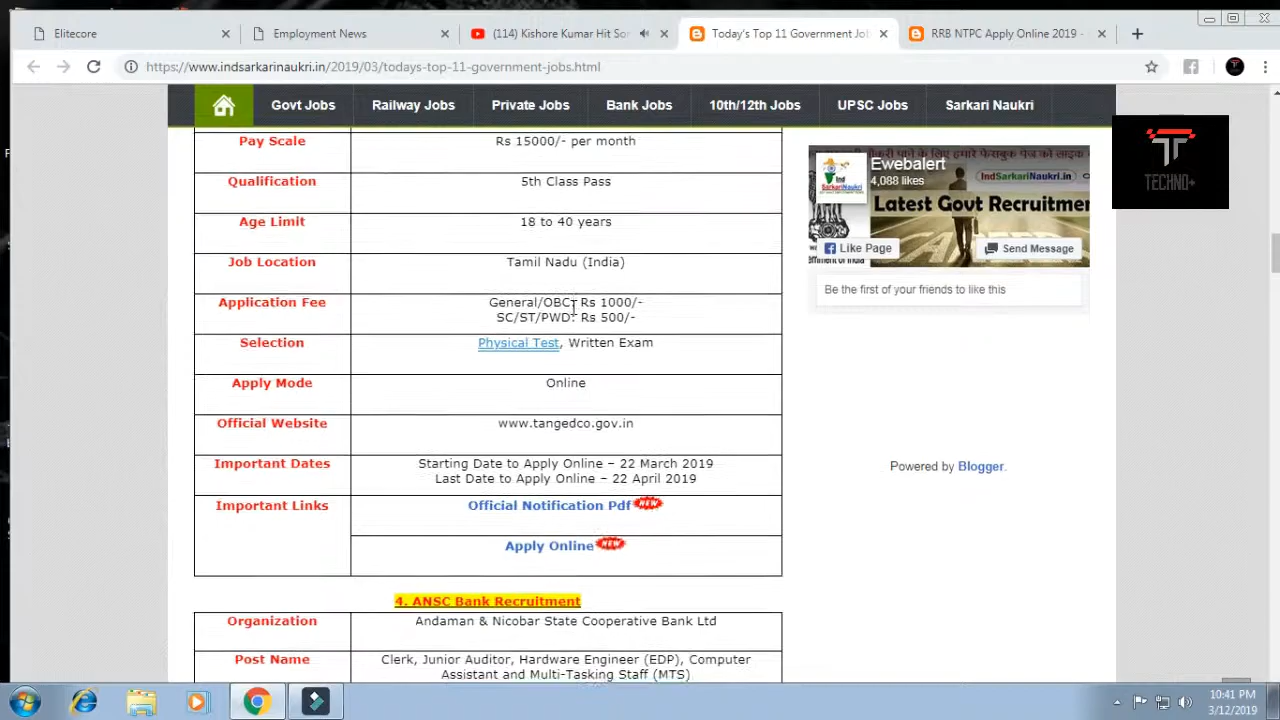 Elitecore
Employment News
(114) Kishore Kumar Hit Son
Today's Top 11 Government Jo
RRB NTPC Apply Online 2019 -
https://www.indsarkarinaukri.in/2019/03/todays-top-11-government-jobs.html
Govt Jobs Railway Jobs Private Jobs Bank Jobs 10th/12th Jobs UPSC Jobs Sarkari Naukri
Pay Scale Rs 15000/- per month
Qualification 5th Class Pass
Age Limit 18 to 40 years
Job Location Tamil Nadu (India)
Application Fee General/OBC: Rs 1000/-
SC/ST/PWD: Rs 500/-
Selection Physical Test, Written Exam
Apply Mode Online
Official Website www.tangedco.gov.in
Important Dates Starting Date to Apply Online – 22 March 2019
Last Date to Apply Online – 22 April 2019
Important Links Official Notification Pdf NEW
Apply Online NEW
4. ANSC Bank Recruitment
Organization Andaman & Nicobar State Cooperative Bank Ltd
Post Name Clerk, Junior Auditor, Hardware Engineer (EDP), Computer
Assistant and Multi-Tasking Staff (MTS)
Ewebalert
4,088 likes
IndSarkariNaukri.in
Latest Govt Recruitmen
Like Page Send Message
Be the first of your friends to like this
Powered by Blogger.
TECHNO+
10:41 PM
3/12/2019